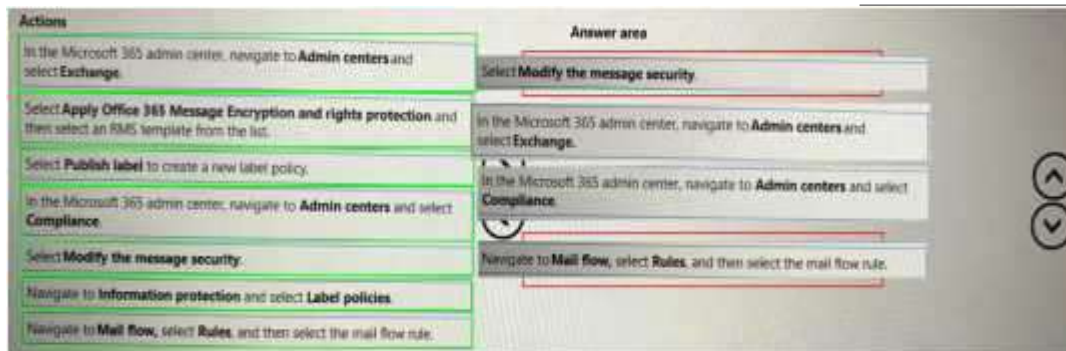 Actions
In the Microsoft 365 admin center, navigate to Admin centers and
select Exchange.
Select Apply Office 365 Message Encryption and rights protection and
then select an RMS template from the list.
Select Publish label to create a new label policy.
In the Microsoft 365 admin center, navigate to Admin centers and select
Compliance
Select Modify the message security.
Navigate to Information protection and select Label policies.
Navigate to Mail flow, select Rules, and then select the mail flow rule.
Answer area
Select Modify the message security.
In the Microsoft 365 admin center, navigate to Admin centers and
select Exchange.
In the Microsoft 365 admin center, navigate to Admin centers and select
Compliance
Navigate to Mail flow, select Rules, and then select the mail flow rule.